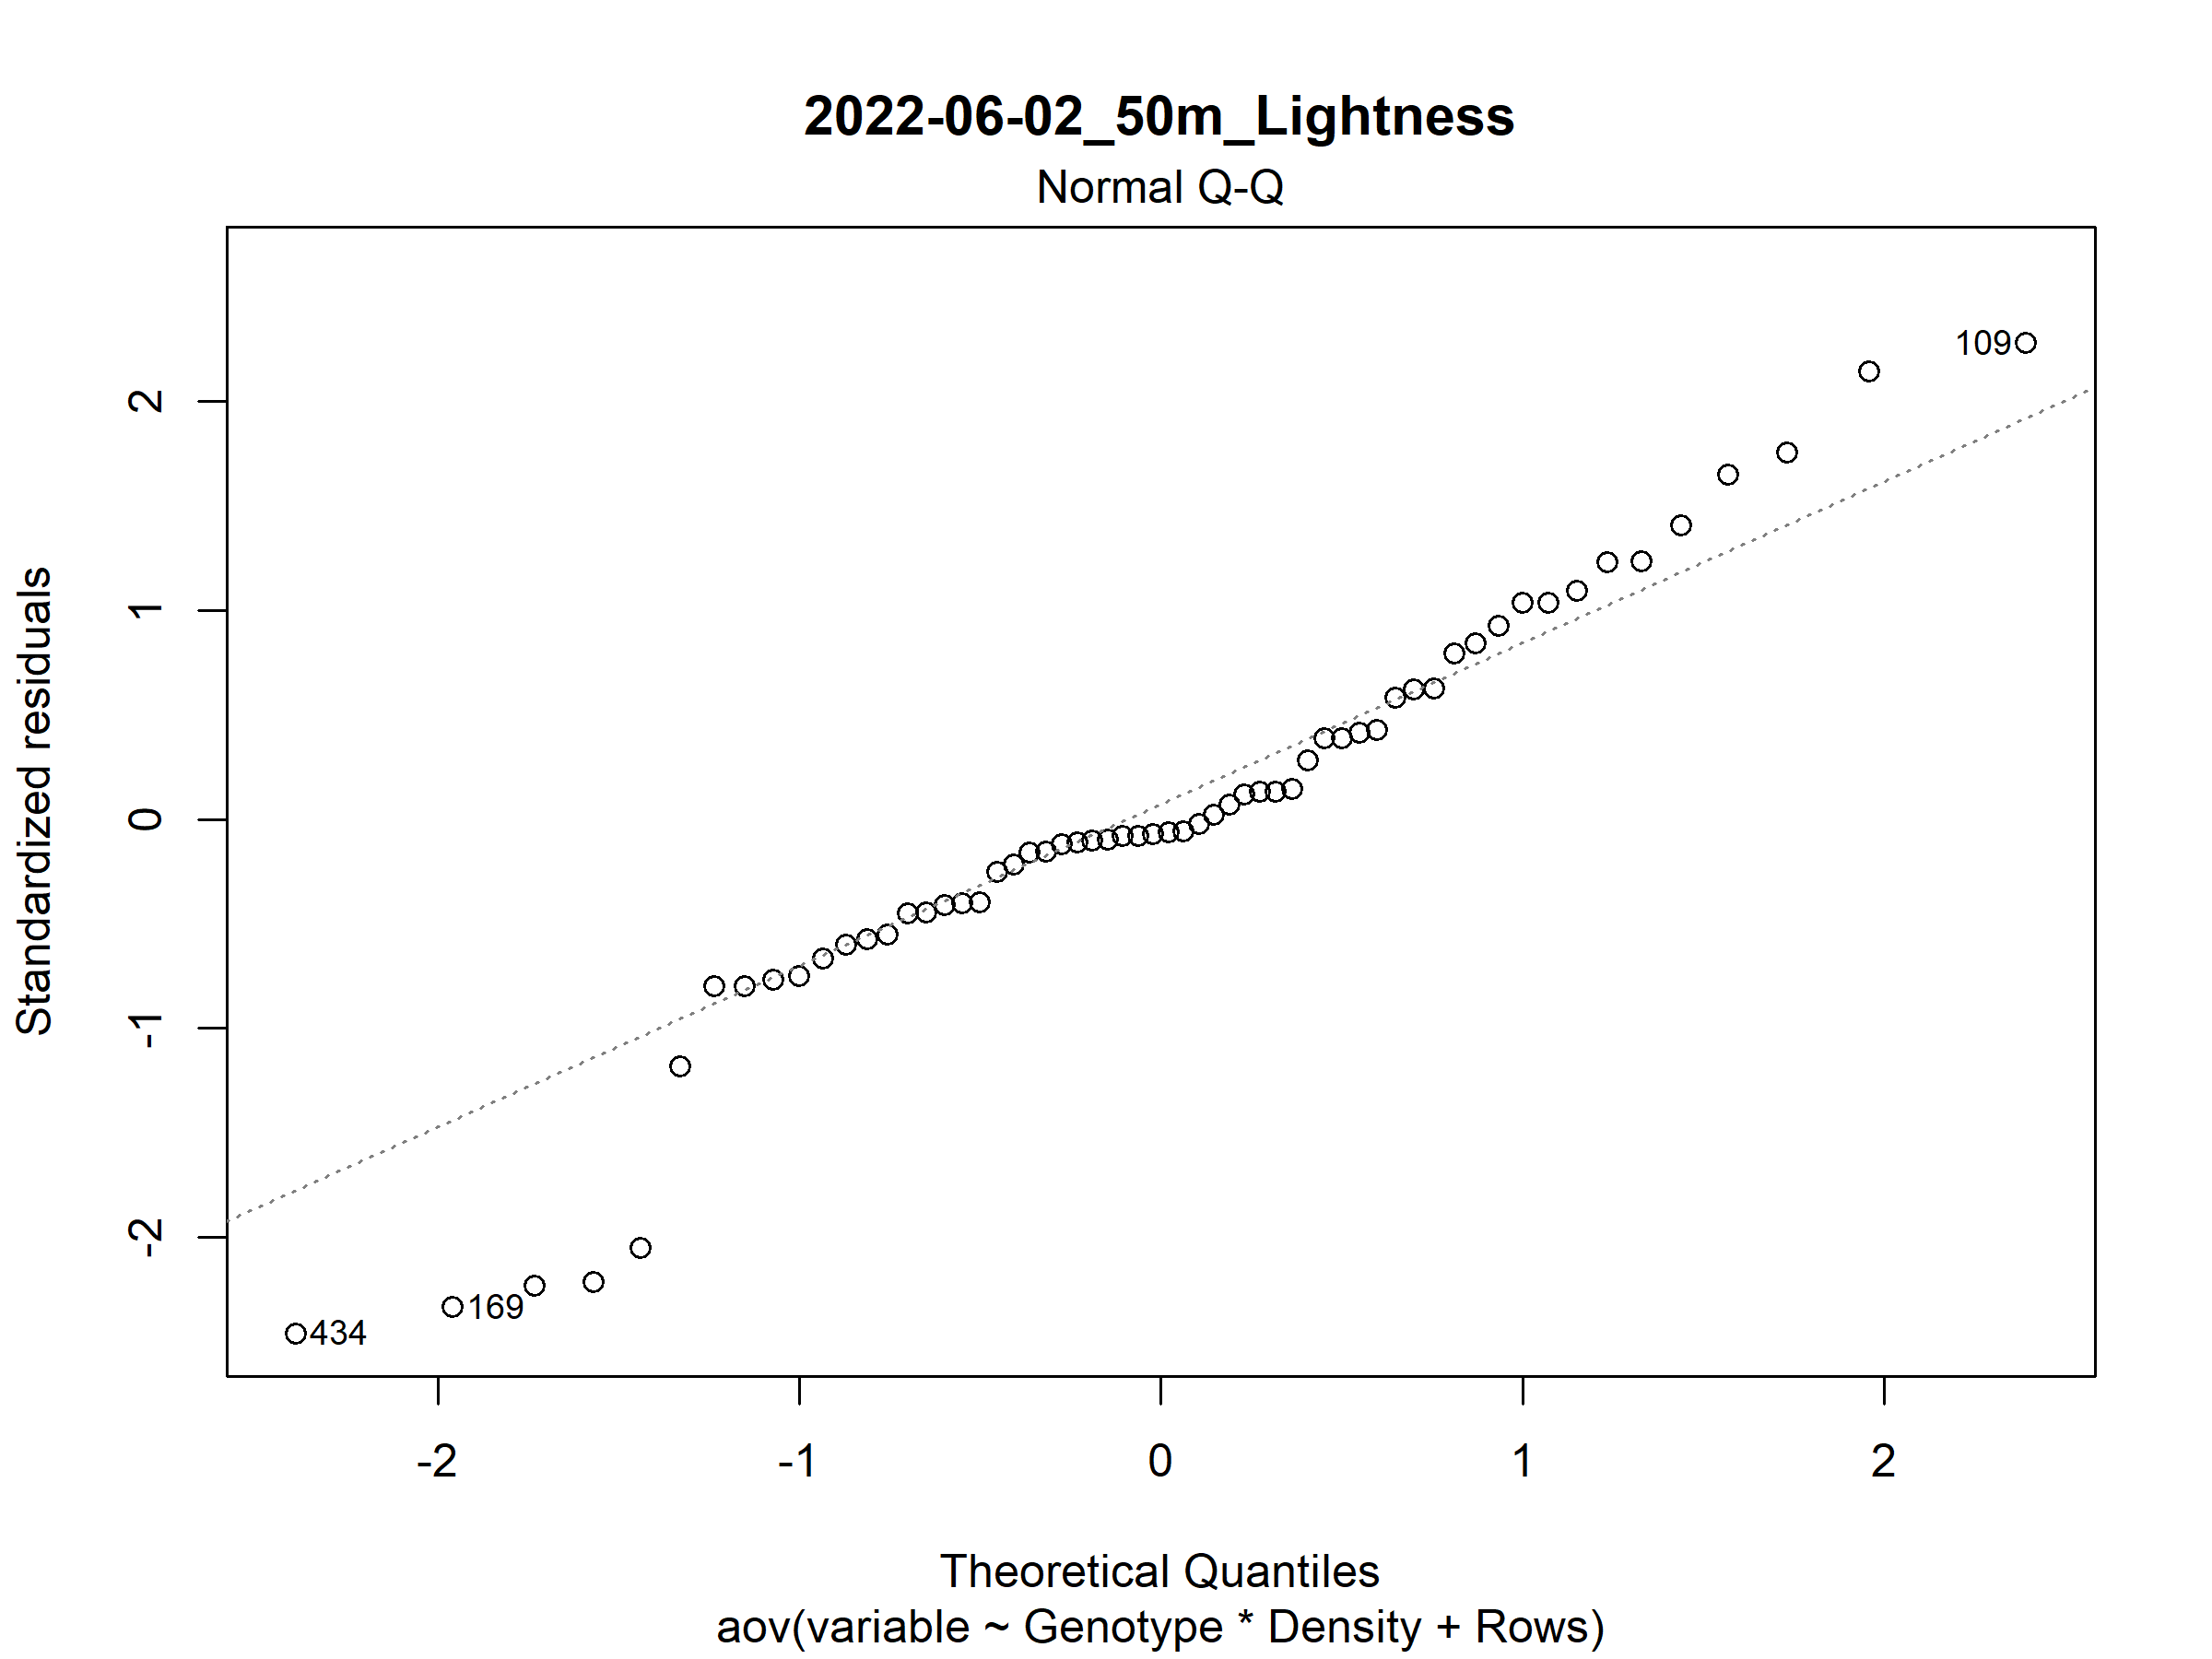 2022-06-02_50m_Lightness
Normal Q-Q
Standardized residuals
2
1
0
-1
-2
109
169
434
-2
-1
0
1
2
Theoretical Quantiles
aov(variable ~ Genotype * Density + Rows)